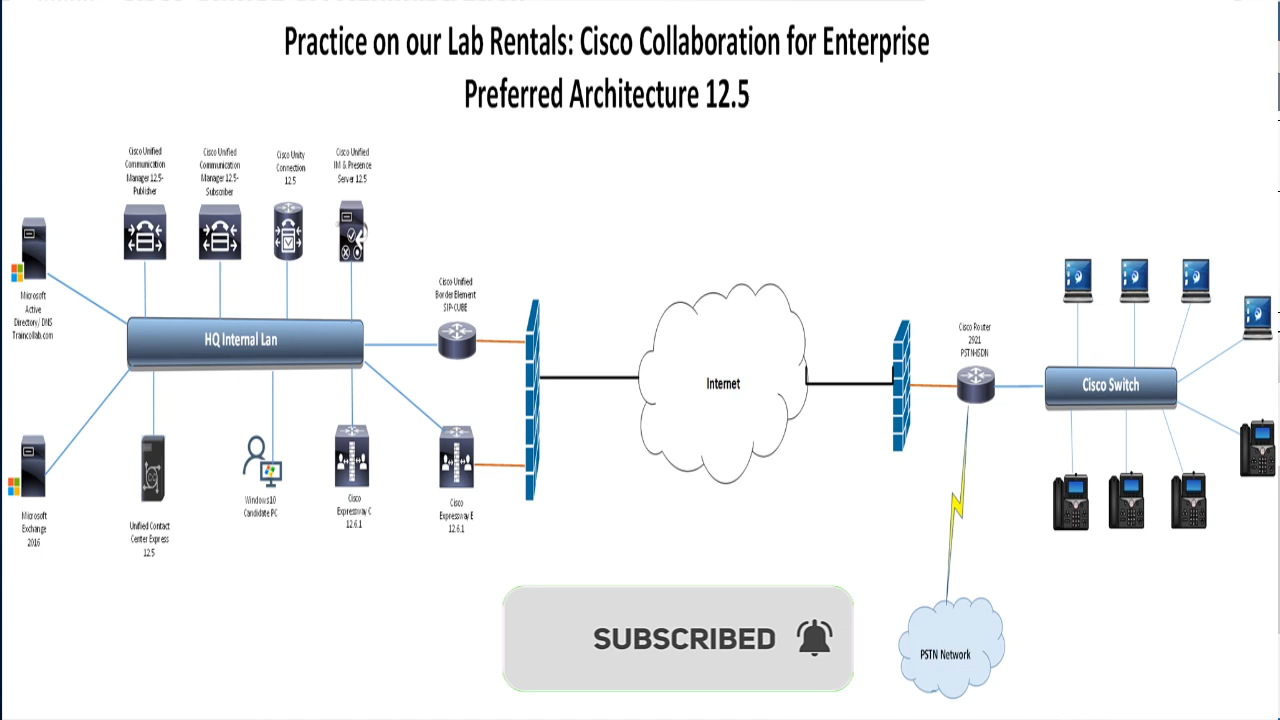 Practice on our Lab Rentals: Cisco Collaboration for Enterprise
Preferred Architecture 12.5
Cisco Unified
Communication
Manager 12.5-
Publisher
Cisco Unified
Communication
Manager 12.5-
Subscriber
Cisco Unity
Connection
12.5
Cisco Unified
IM & Presence
Server 12.5
Microsoft
Active
Directory/ DNS
Traincollab.com
HQ Internal Lan
Cisco Unified
Border Element
SIP-CUBE
Internet
Cisco Router
2921
PSTN-ISDN
Cisco Switch
Microsoft
Exchange
2016
Unified Contact
Center Express
12.5
Windows 10
Candidate PC
Cisco
Expressway C
12.6.1
Cisco
Expressway E
12.6.1
SUBSCRIBED
PSTN Network